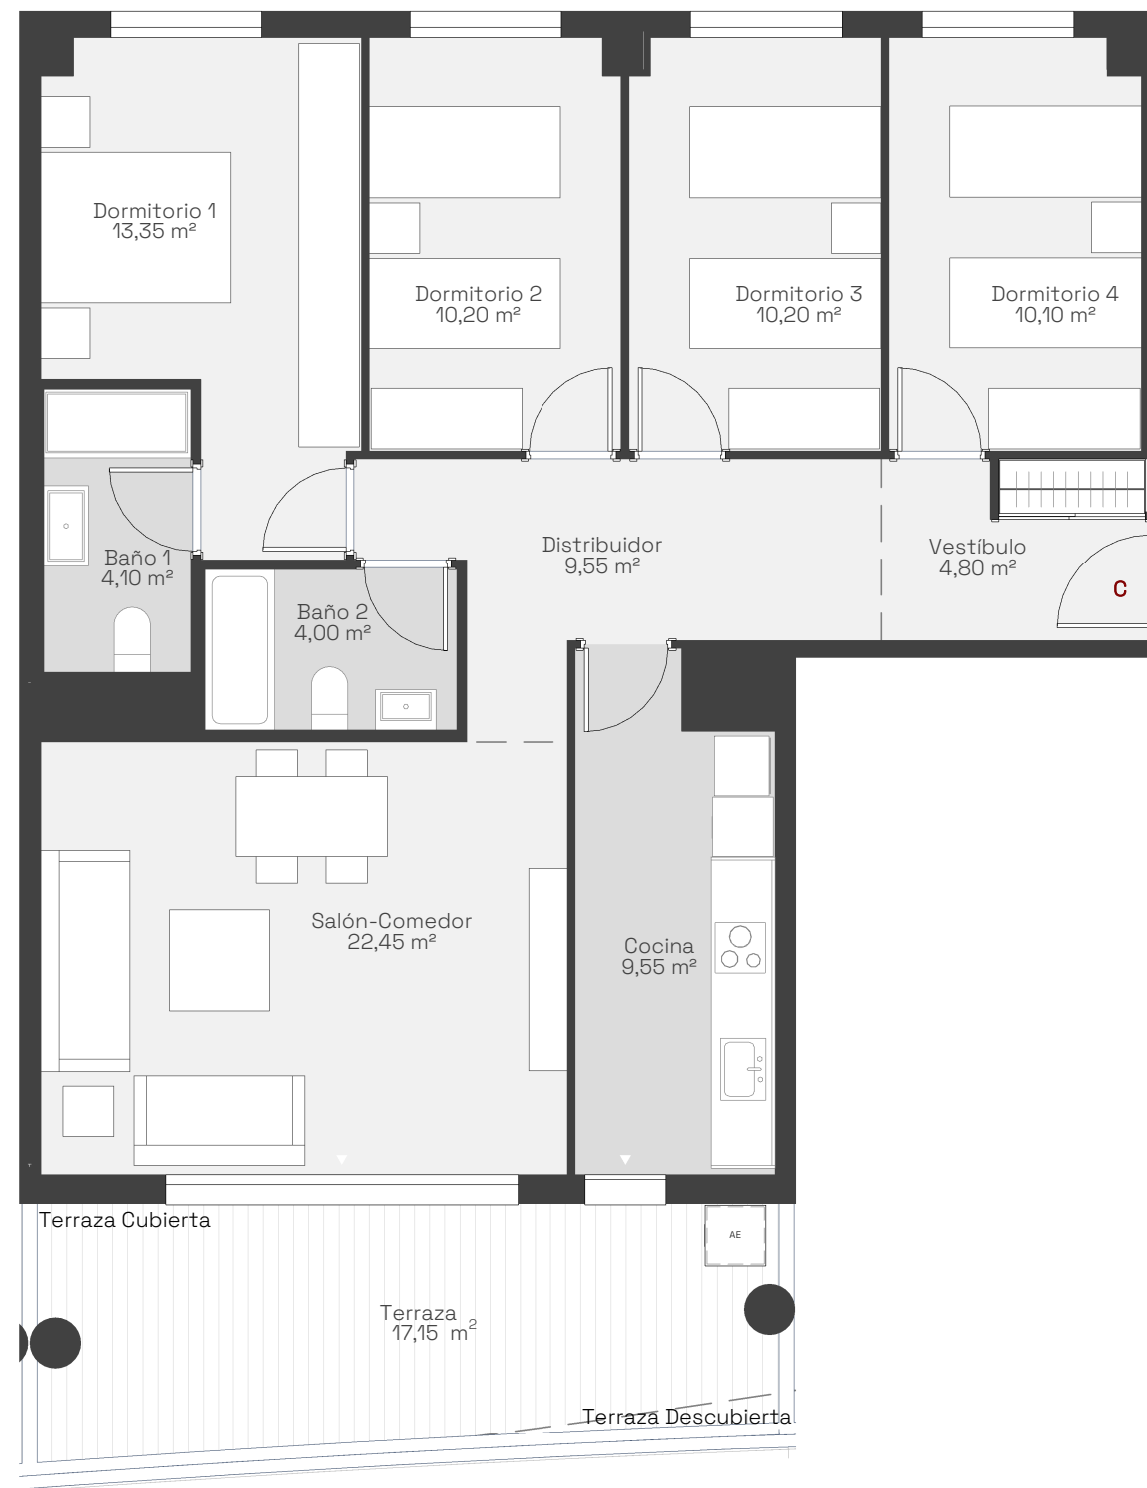 Dormitorio 1
13,35 m²
Dormitorio 2
10,20 m²
Dormitorio 3
10,20 m²
Dormitorio 4
10,10 m²
Baño 1
4,10 m²
Distribuidor
9,55 m²
Vestíbulo
4,80 m²
C
Baño 2
4,00 m²
Salón-Comedor
22,45 m²
Cocina
9,55 m²
Terraza Cubierta
AE
Terraza
17,15 m²
Terraza Descubierta